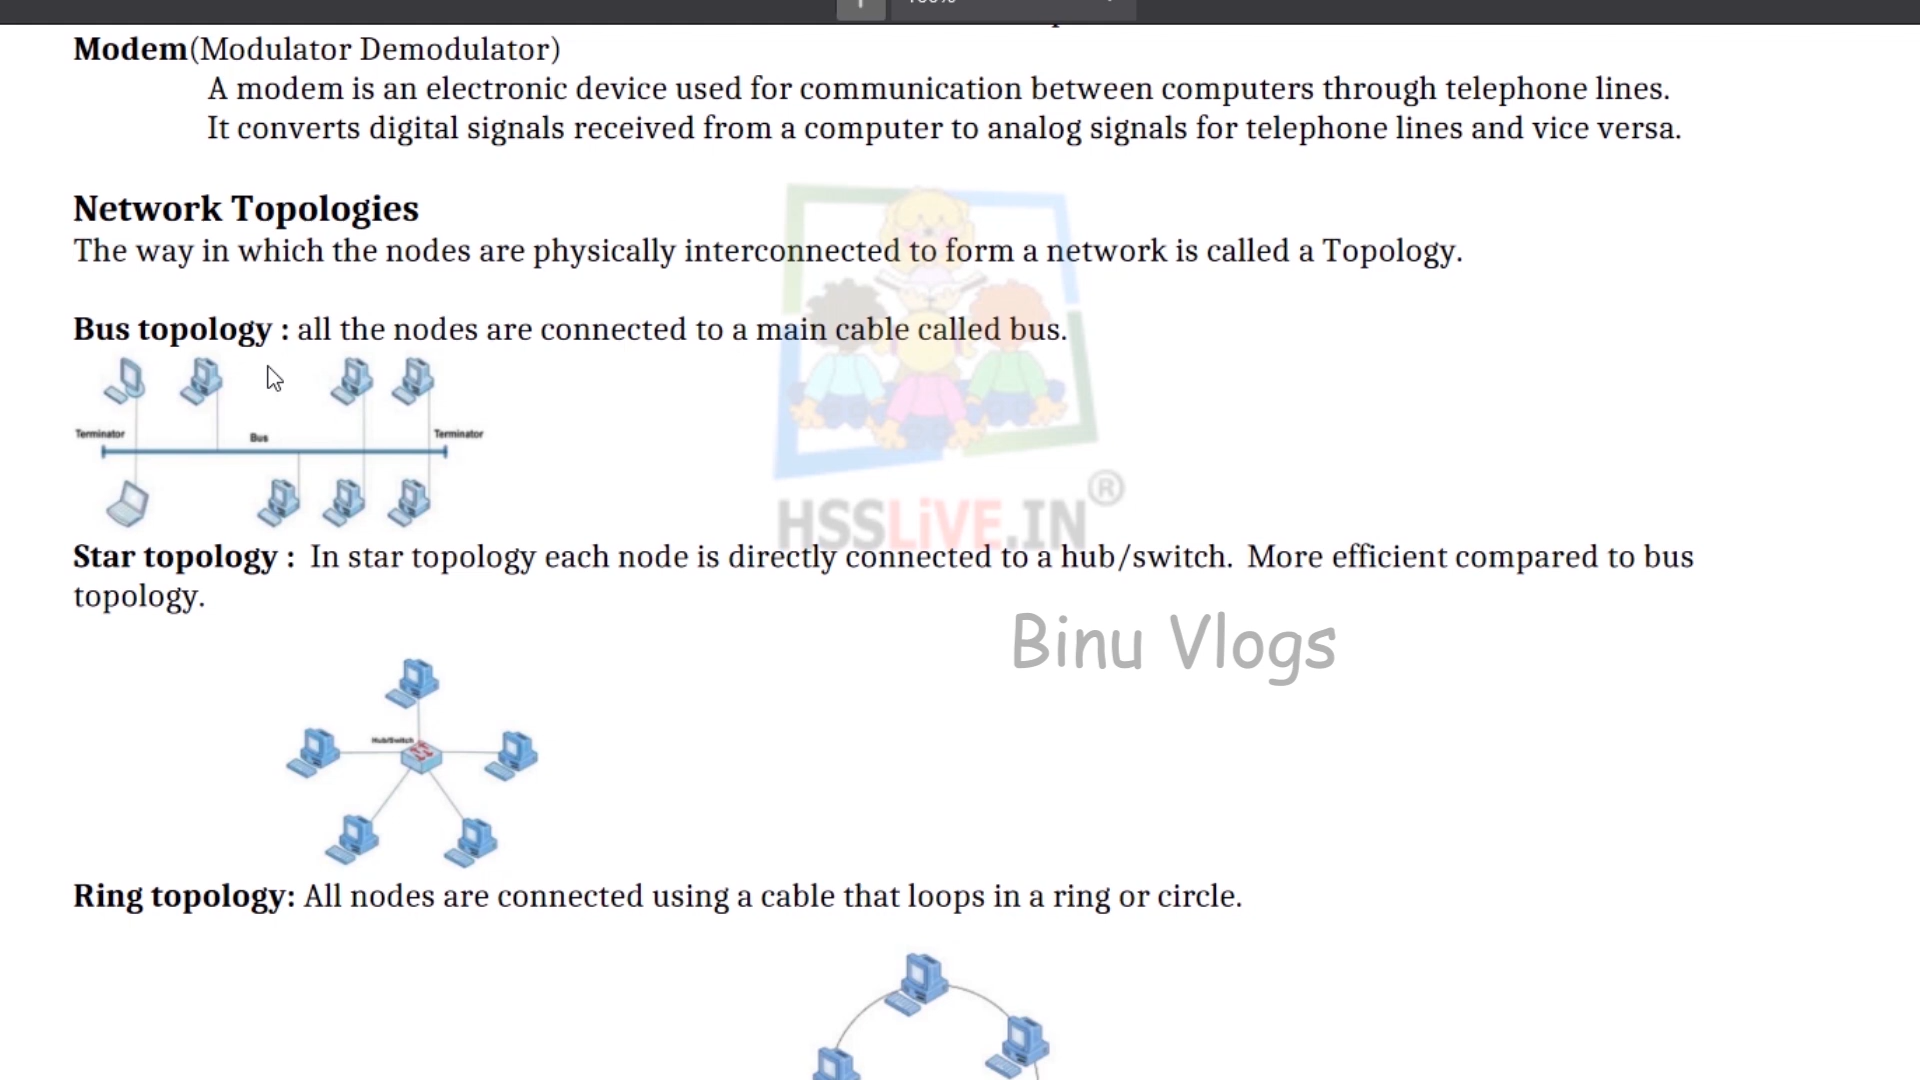 Modem(Modulator Demodulator)
A modem is an electronic device used for communication between computers through telephone lines.
It converts digital signals received from a computer to analog signals for telephone lines and vice versa.
Network Topologies
The way in which the nodes are physically interconnected to form a network is called a Topology.
Bus topology : all the nodes are connected to a main cable called bus.
Terminator
Bus
Terminator
HSSLiVE.IN®
Star topology : In star topology each node is directly connected to a hub/switch. More efficient compared to bus
topology.
Binu Vlogs
Hub/Switch
Ring topology: All nodes are connected using a cable that loops in a ring or circle.